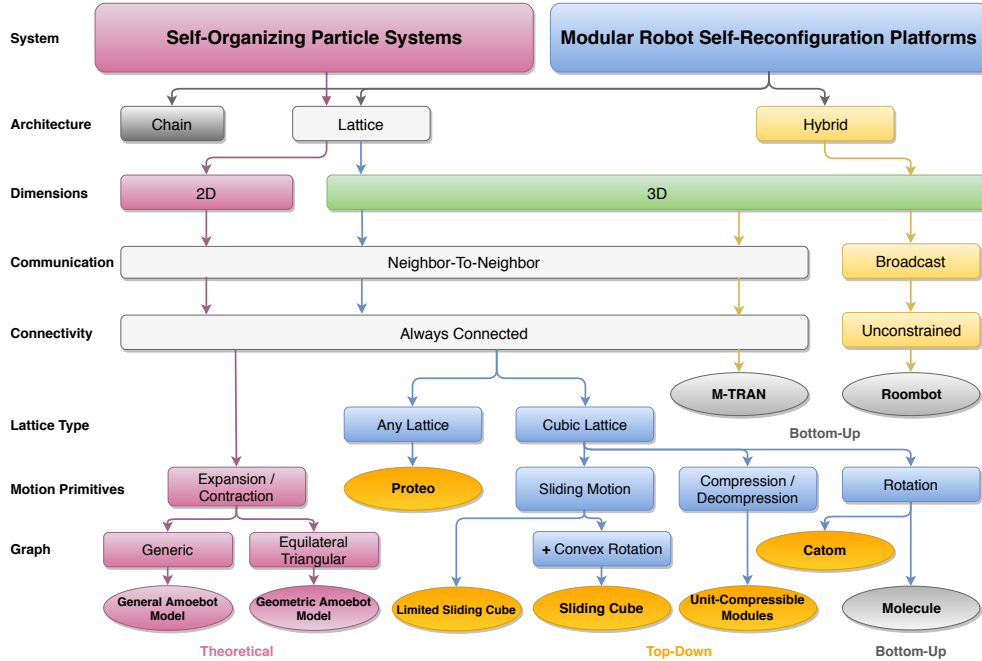 System
Self-Organizing Particle Systems
Modular Robot Self-Reconfiguration Platforms
Architecture
Chain
Lattice
Hybrid
Dimensions
2D
3D
Communication
Neighbor-To-Neighbor
Broadcast
Connectivity
Always Connected
Unconstrained
M-TRAN
Roombot
Lattice Type
Any Lattice
Cubic Lattice
Bottom-Up
Motion Primitives
Expansion /
Contraction
Proteo
Sliding Motion
Compression /
Decompression
Rotation
Graph
Generic
Equilateral
Triangular
+ Convex Rotation
Catom
General Amoebot
Model
Geometric Amoebot
Model
Limited Sliding Cube
Sliding Cube
Unit-Compressible
Modules
Molecule
Theoretical
Top-Down
Bottom-Up